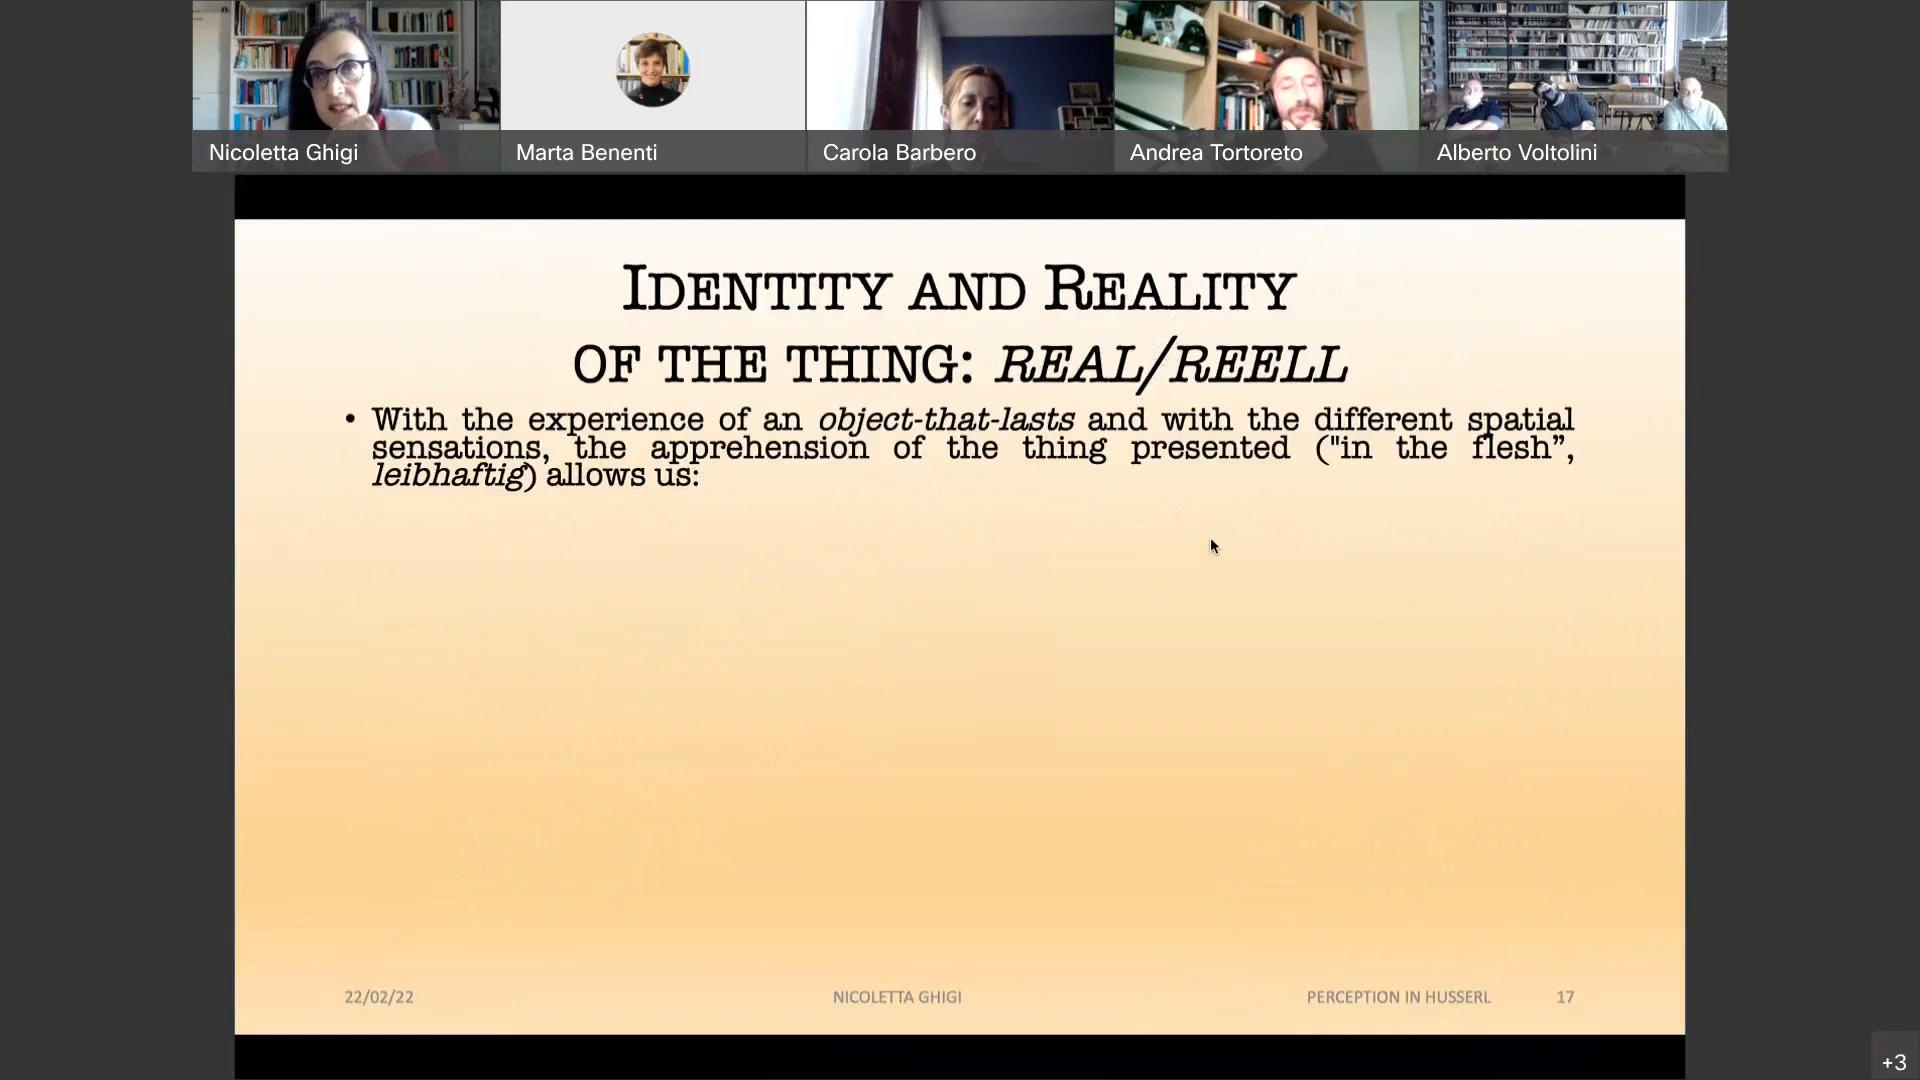 Nicoletta Ghigi
Marta Benenti
Carola Barbero
Andrea Tortoreto
Alberto Voltolini
IDENTITY AND REALITY
OF THE THING: REAL/REELL
• With the experience of an object-that-lasts and with the different spatial
sensations, the apprehension of the thing presented ("in the flesh”,
leibhaftig) allows us:
22/02/22
NICOLETTA GHIGI
PERCEPTION IN HUSSERL
17
+3